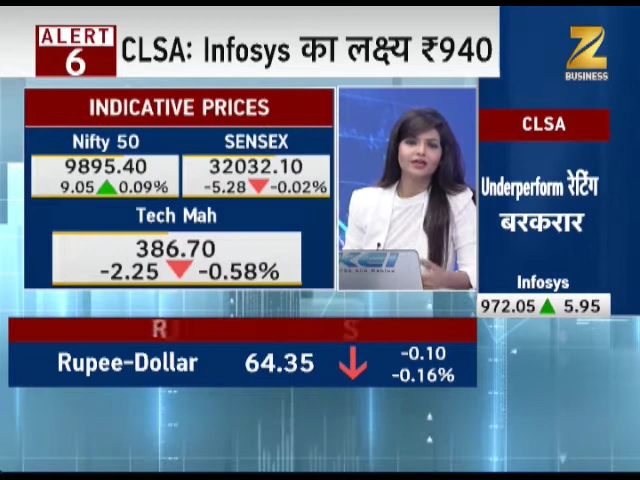 ALERT
6
CLSA: Infosys का लक्ष्य ₹940
Z
BUSINESS
INDICATIVE PRICES
Nifty 50
9895.40
9.05 ▲ 0.09%
SENSEX
32032.10
-5.28 ▼ -0.02%
Tech Mah
386.70
-2.25 ▼ -0.58%
KEI
CLSA
Underperform रेटिंग
बरकरार
Infosys
972.05 ▲ 5.95
R S
Rupee-Dollar 64.35 ↓ -0.10
-0.16%